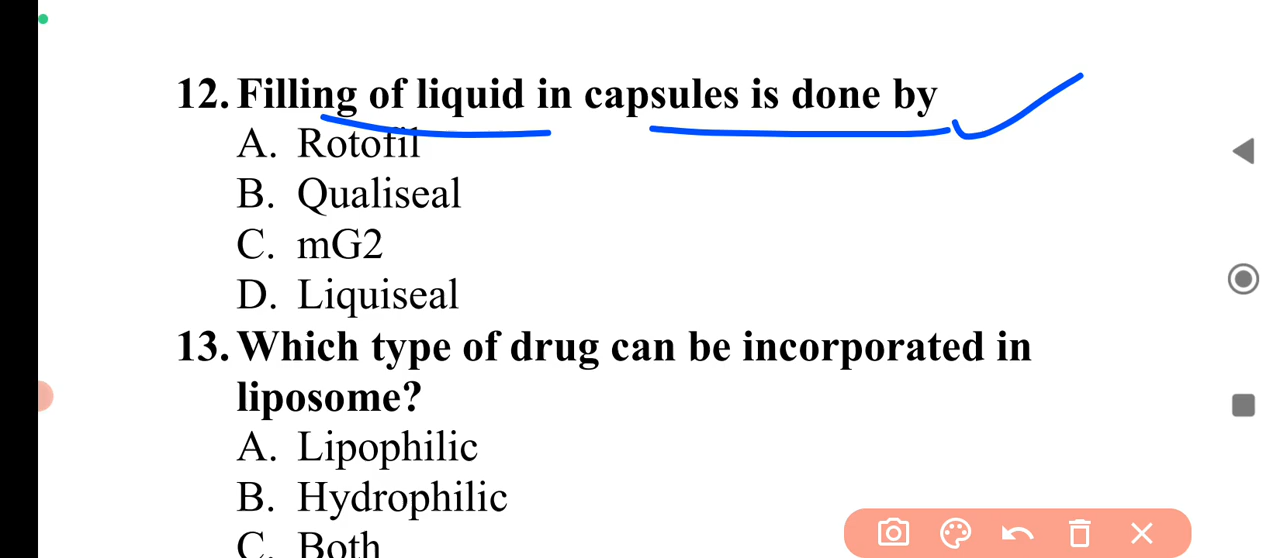 12. Filling of liquid in capsules is done by
A. Rotofil
B. Qualiseal
C. mG2
D. Liquiseal
13. Which type of drug can be incorporated in
liposome?
A. Lipophilic
B. Hydrophilic
C. Both